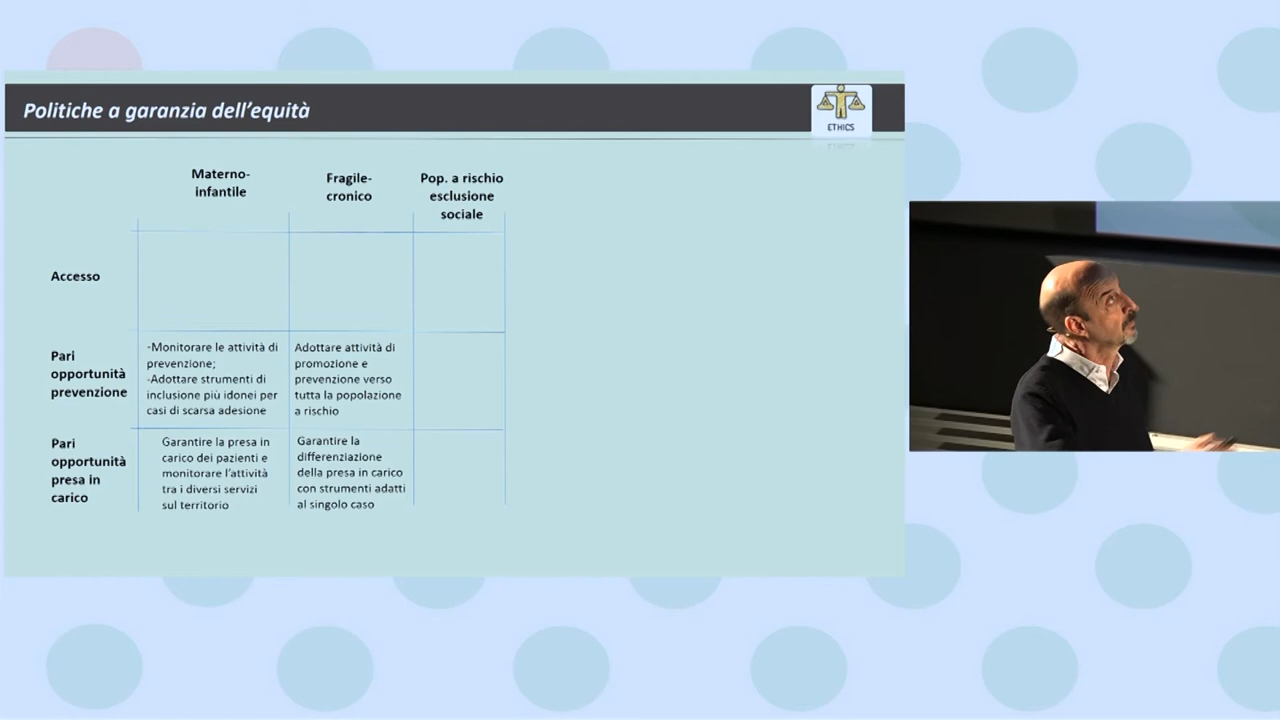 Politiche a garanzia dell'equità
ETHICS
Materno-
infantile
Fragile-
cronico
Pop. a rischio
esclusione
sociale
Accesso
Pari
opportunità
prevenzione
-Monitorare le attività di
prevenzione;
-Adottare strumenti di
inclusione più idonei per
casi di scarsa adesione
Adottare attività di
promozione e
prevenzione verso
tutta la popolazione
a rischio
Pari
opportunità
presa in
carico
Garantire la presa in
carico dei pazienti e
monitorare l'attività
tra i diversi servizi
sul territorio
Garantire la
differenziazione
della presa in carico
con strumenti adatti
al singolo caso